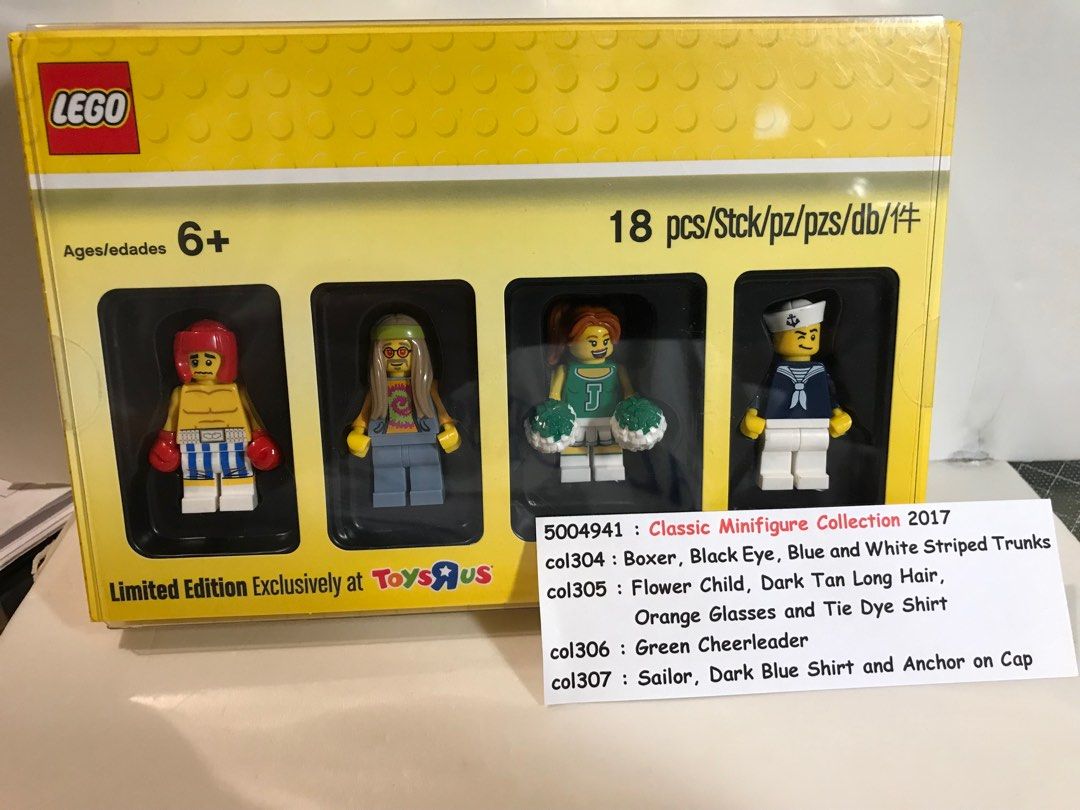 LEGO
Ages/edades 6+
18 pcs/Stck/pz/pzs/db/件
J
Limited Edition Exclusively at ToysЯUs
5004941 : Classic Minifigure Collection 2017
col304 : Boxer, Black Eye, Blue and White Striped Trunks
col305 : Flower Child, Dark Tan Long Hair,
Orange Glasses and Tie Dye Shirt
col306 : Green Cheerleader
col307 : Sailor, Dark Blue Shirt and Anchor on Cap